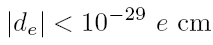 |d_e| < 10^{-29} e cm